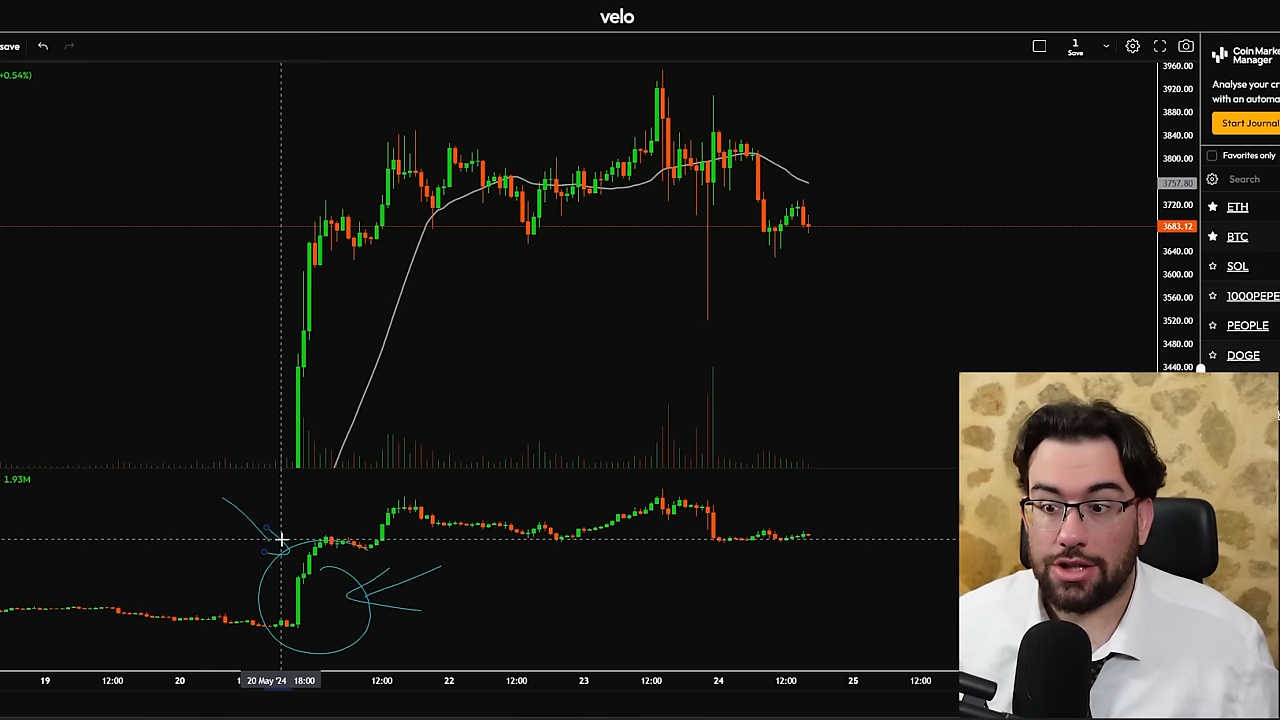 velo
save
1
Save
+0.54%)
3960.00
3920.00
3880.00
3840.00
3800.00
3757.80
3720.00
3683.12
3640.00
3600.00
3560.00
3520.00
3480.00
3440.00
Coin Marke
Manager
Analyse your cr
with an automa
Start Journal
Favorites only
Search
ETH
BTC
SOL
1000PEPE
PEOPLE
DOGE
1.93M
19
12:00
20
20 May '24 18:00
12:00
22
12:00
23
12:00
24
12:00
25
12:00